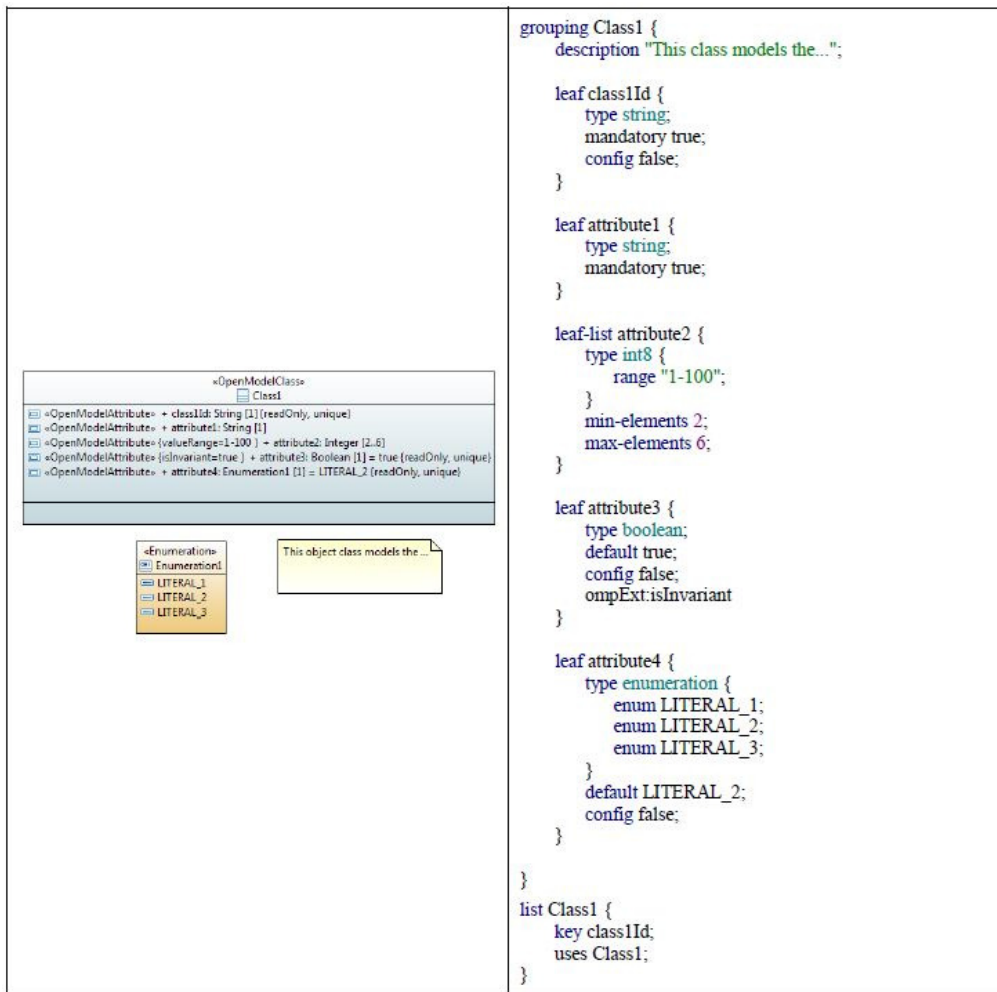 «OpenModelClass»
Class1
«OpenModelAttribute» + class1Id: String [1] {readOnly, unique}
«OpenModelAttribute» + attribute1: String [1]
«OpenModelAttribute» {valueRange=1-100 } + attribute2: Integer [2..6]
«OpenModelAttribute» {isInvariant=true } + attribute3: Boolean [1] = true {readOnly, unique}
«OpenModelAttribute» + attribute4: Enumeration1 [1] = LITERAL_2 {readOnly, unique}
«Enumeration»
Enumeration1
LITERAL_1
LITERAL_2
LITERAL_3
This object class models the ...
grouping Class1 {
description "This class models the...";
leaf class1Id {
type string;
mandatory true;
config false;
}
leaf attribute1 {
type string;
mandatory true;
}
leaf-list attribute2 {
type int8 {
range "1-100";
}
min-elements 2;
max-elements 6;
}
leaf attribute3 {
type boolean;
default true;
config false;
ompExt:isInvariant
}
leaf attribute4 {
type enumeration {
enum LITERAL_1;
enum LITERAL_2;
enum LITERAL_3;
}
default LITERAL_2;
config false;
}
}
list Class1 {
key class1Id;
uses Class1;
}